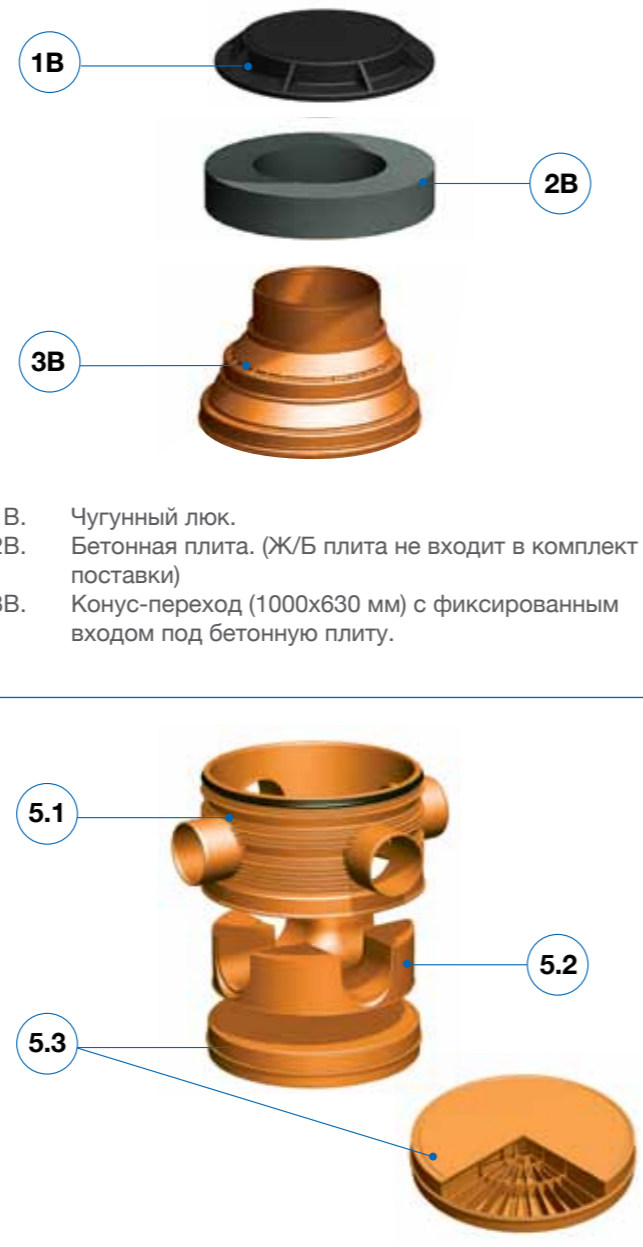 1B
2B
3B
В. Чугунный люк.
2В. Бетонная плита. (Ж/Б плита не входит в комплект
поставки)
3В. Конус-переход (1000х630 мм) с фиксированным
входом под бетонную плиту.
5.1
5.2
5.3